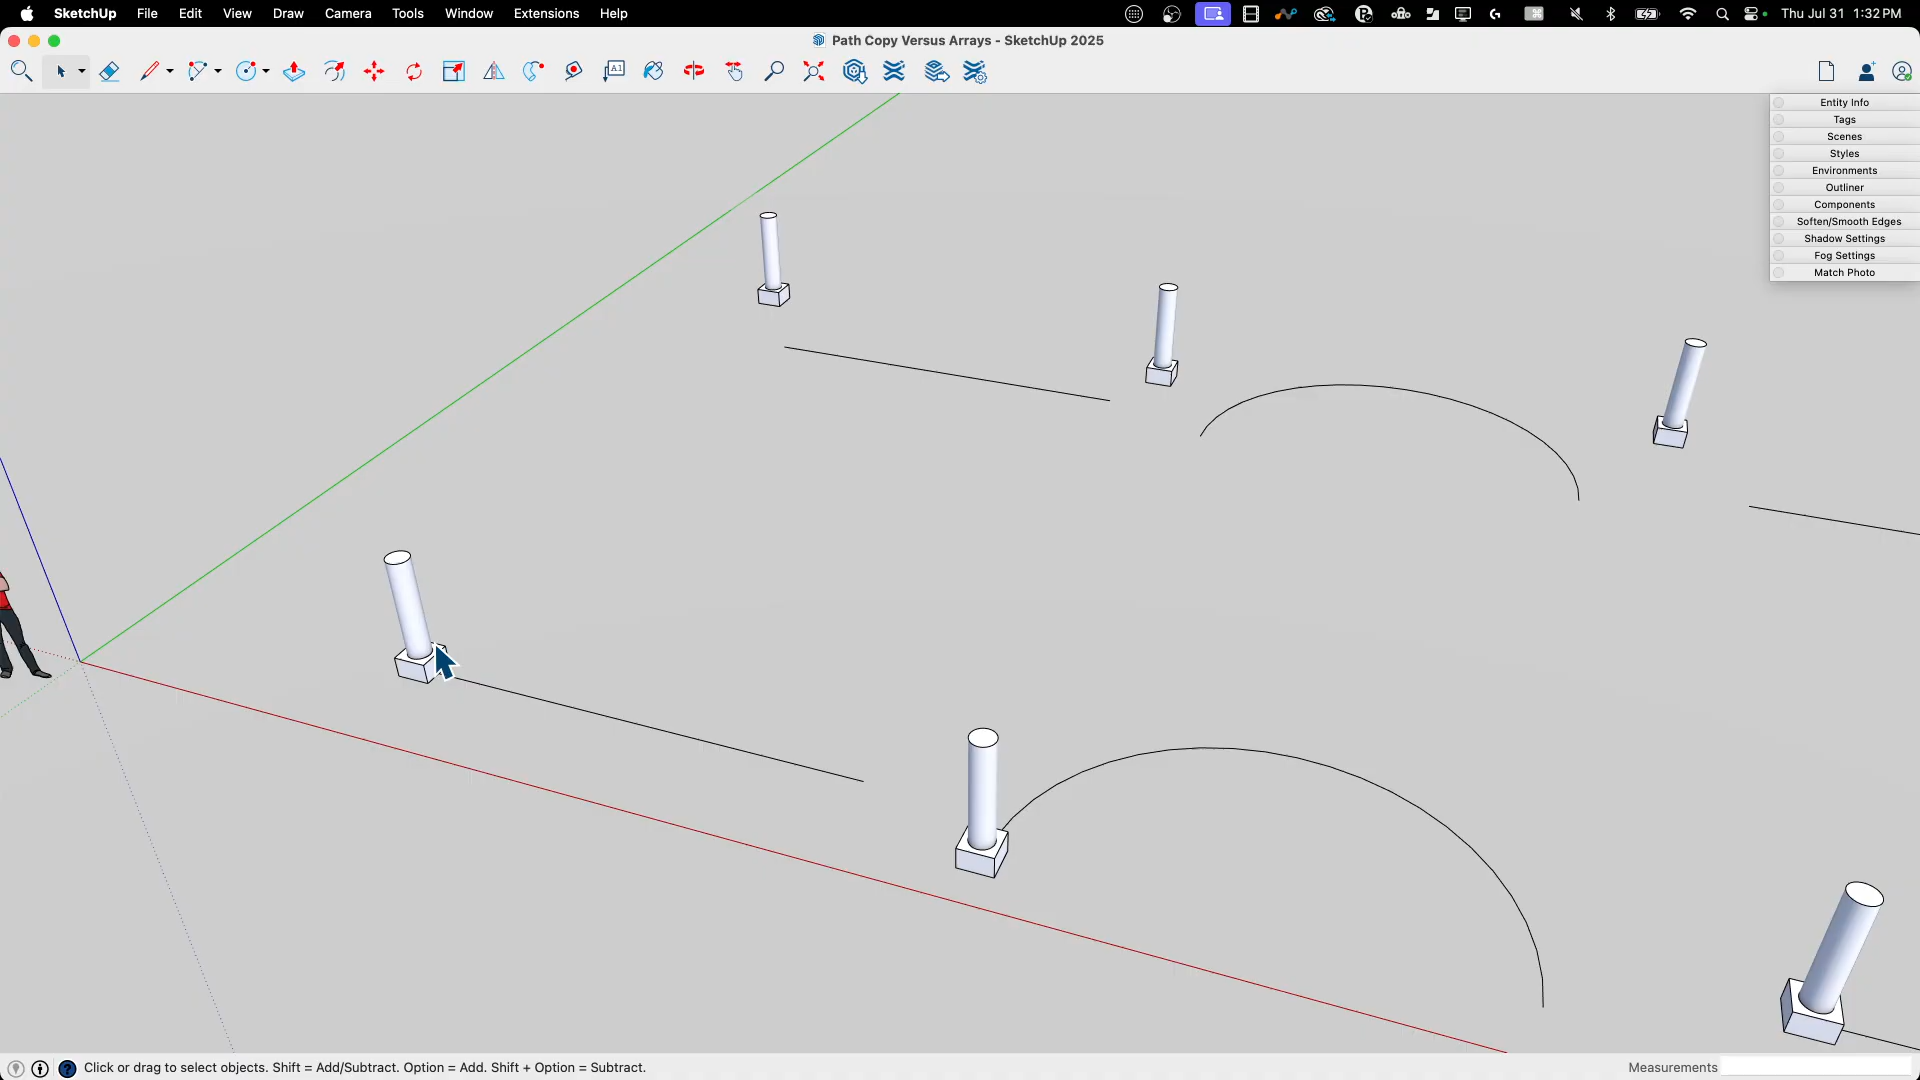 SketchUp File Edit View Draw Camera Tools Window Extensions Help Thu Jul 31 1:32 PM
Path Copy Versus Arrays - SketchUp 2025
A1
Entity Info
Tags
Scenes
Styles
Environments
Outliner
Components
Soften/Smooth Edges
Shadow Settings
Fog Settings
Match Photo
Click or drag to select objects. Shift = Add/Subtract. Option = Add. Shift + Option = Subtract. Measurements